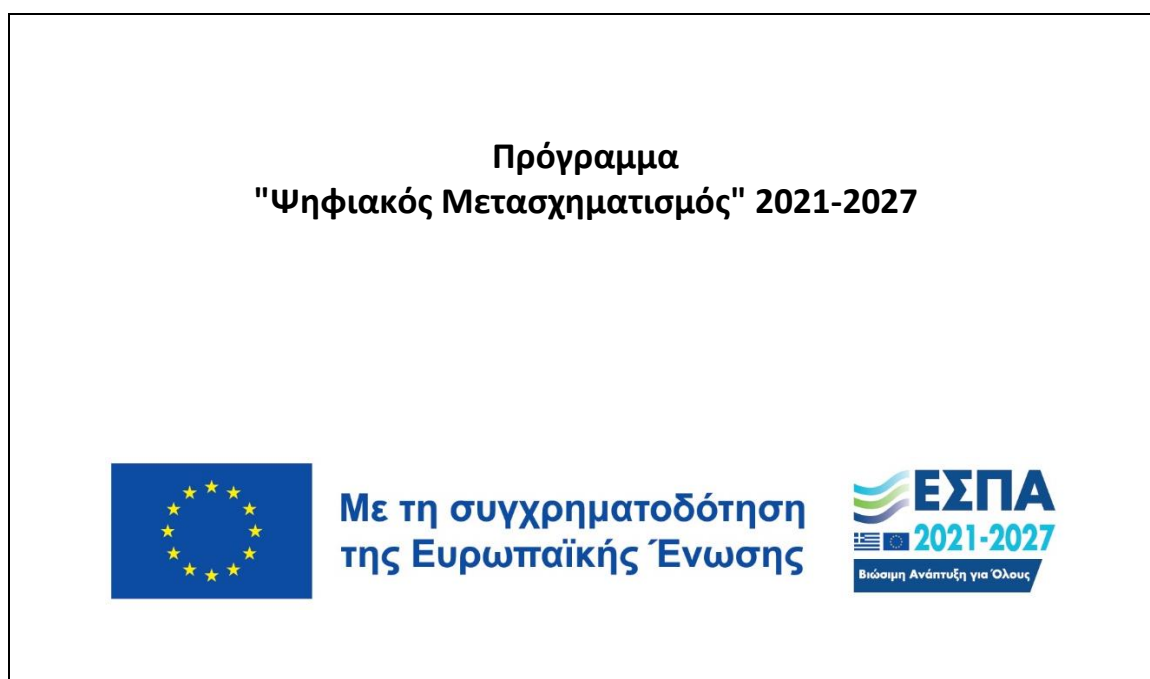 Πρόγραμμα
"Ψηφιακός Μετασχηματισμός" 2021-2027
Με τη συγχρηματοδότηση
της Ευρωπαϊκής Ένωσης
ΕΣΠΑ
2021-2027
Βιώσιμη Ανάπτυξη για Όλους